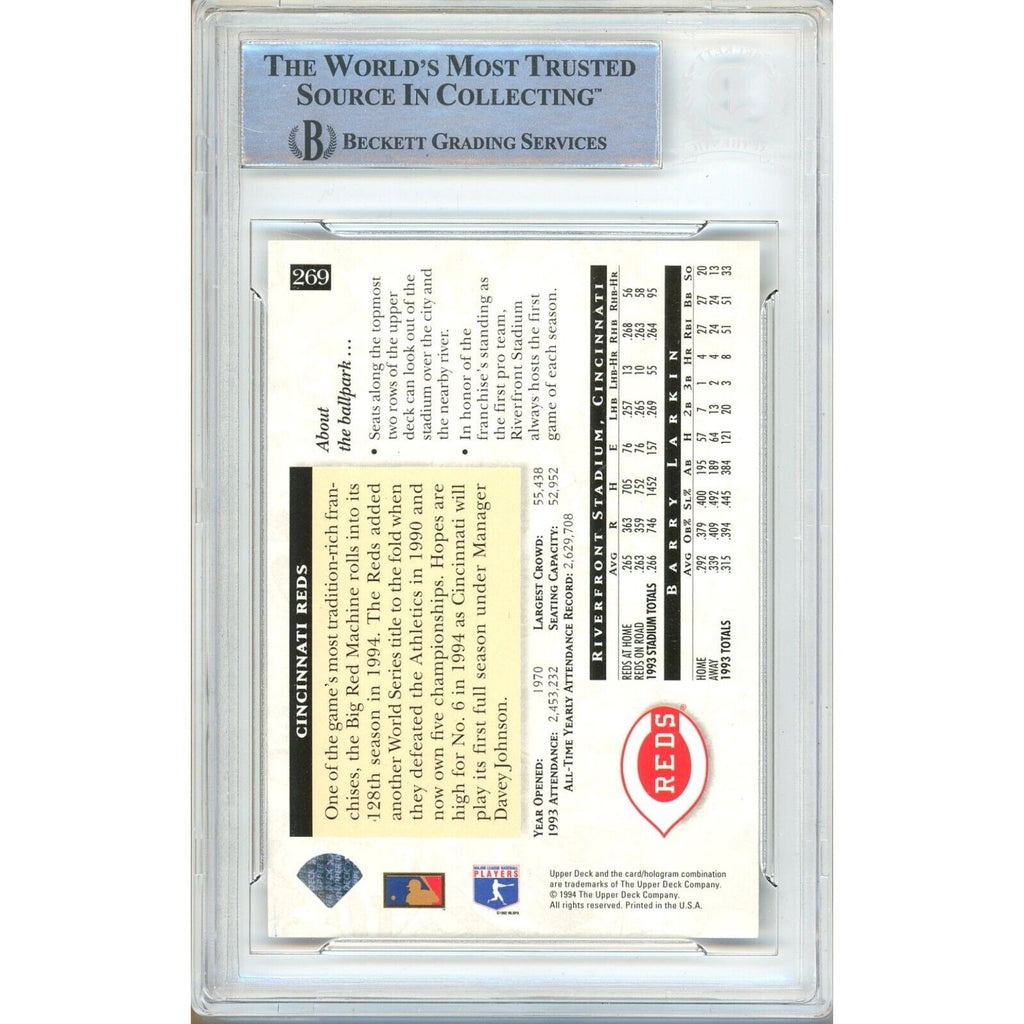 THE WORLD'S MOST TRUSTED
SOURCE IN COLLECTING™
B BECKETT GRADING SERVICES
269
CINCINNATI REDS
One of the game's most tradition-rich fran-
chises, the Big Red Machine rolls into its
128th season in 1994. The Reds added
another World Series title to the fold when
they defeated the Athletics in 1990 and
now own five championships. Hopes are
high for No. 6 in 1994 as Cincinnati will
play its first full season under Manager
Davey Johnson.
About
the ballpark ...
• Seats along the topmost
two rows of the upper
deck can look out of the
stadium over the city and
the nearby river.
• In honor of the
franchise's standing as
the first pro team,
Riverfront Stadium
always hosts the first
game of each season.
YEAR OPENED: 1970 LARGEST CROWD: 55,438
1993 ATTENDANCE: 2,453,232 SEATING CAPACITY: 52,952
ALL-TIME YEARLY ATTENDANCE RECORD: 2,629,708
RIVERFRONT STADIUM, CINCINNATI
AVG R H E LHB LHB-HR RHB RHB-HR
REDS AT HOME .265 363 705 76 .257 13 .268 56
REDS ON ROAD .263 359 752 76 .265 10 .263 58
1993 STADIUM TOTALS .266 746 1452 157 .269 55 .264 95
BARRY LARKIN
AVG OB% SL% AB H 2B 3B HR RBI BB SO
HOME .292 .379 .400 195 57 7 1 4 27 27 20
AWAY .339 .409 .492 189 64 13 2 4 24 24 13
1993 TOTALS .315 .394 .445 384 121 20 3 8 51 51 33
REDS
MAJOR LEAGUE BASEBALL
PLAYERS
Upper Deck and the card/hologram combination
are trademarks of The Upper Deck Company.
© 1994 The Upper Deck Company.
All rights reserved. Printed in the U.S.A.